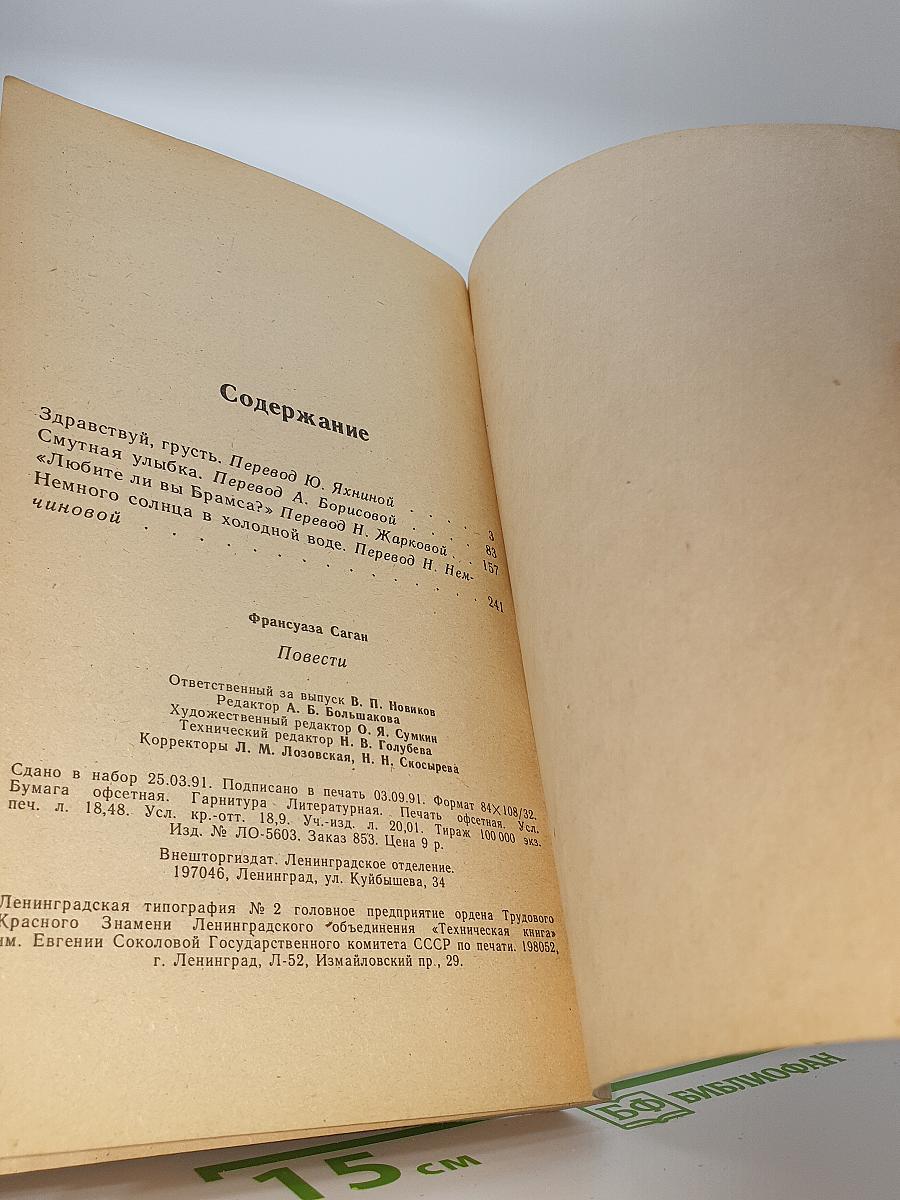 Содержание
Здравствуй, грусть. Перевод Ю. Яхниной . . . . 3
Смутная улыбка. Перевод А. Борисовой . . . . 83
«Любите ли вы Брамса?» Перевод Н. Жарковой . . 157
Немного солнца в холодной воде. Перевод Н. Нем-
чиновой . . . . . . . . . . . 241
Франсуаза Саган
Повести
Ответственный за выпуск В. П. Новиков
Редактор А. Б. Большакова
Художественный редактор О. Я. Сумкин
Технический редактор Н. В. Голубева
Корректоры Л. М. Лозовская, Н. Н. Скосырева
Сдано в набор 25.03.91. Подписано в печать 03.09.91. Формат 84×108/32.
Бумага офсетная. Гарнитура Литературная. Печать офсетная. Усл.
печ. л. 18,48. Усл. кр.-отт. 18,9. Уч.-изд. л. 20,01. Тираж 100 000 экз.
Изд. № ЛО-5603. Заказ 853. Цена 9 р.
Внешторгиздат. Ленинградское отделение.
197046, Ленинград, ул. Куйбышева, 34
Ленинградская типография № 2 головное предприятие ордена Трудового
Красного Знамени Ленинградского объединения «Техническая книга»
им. Евгении Соколовой Государственного комитета СССР по печати. 198052,
г. Ленинград, Л-52, Измайловский пр., 29.
БФ БИБЛИОФАН
15 см